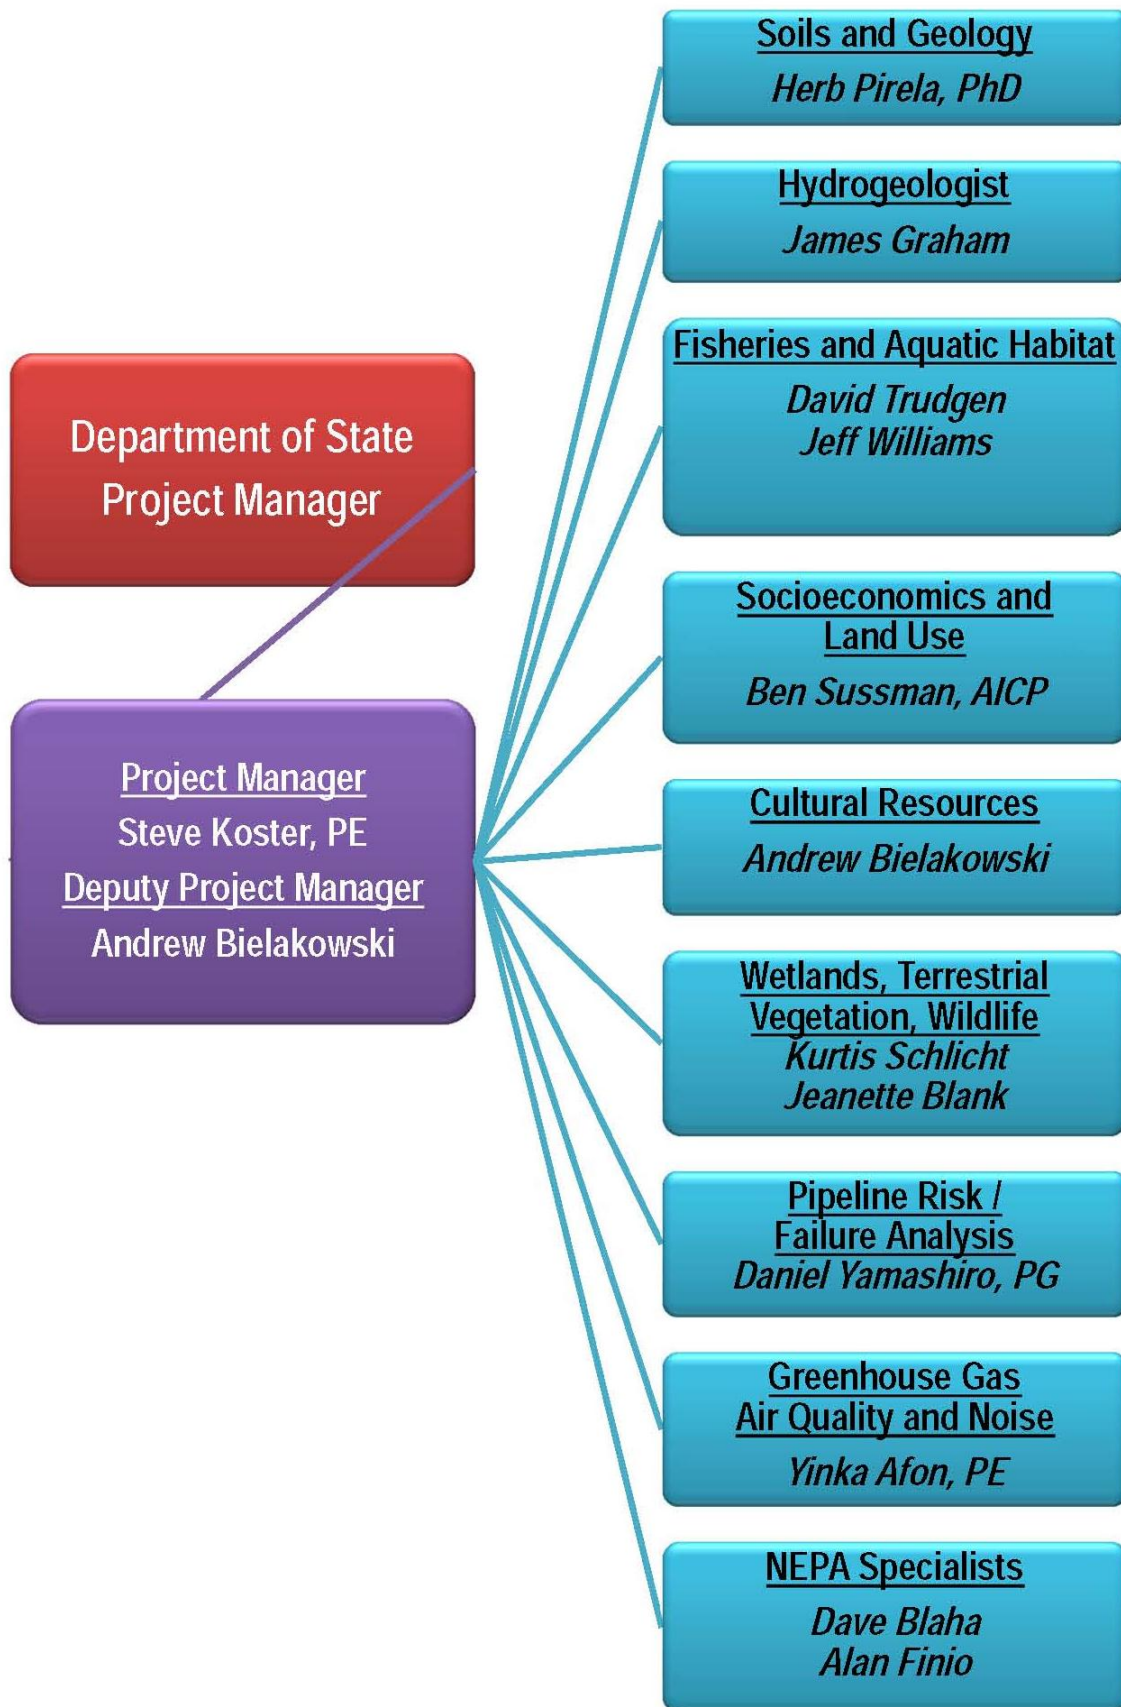 Department of State
Project Manager
Project Manager
Steve Koster, PE
Deputy Project Manager
Andrew Bielakowski
Soils and Geology
Herb Pirela, PhD
Hydrogeologist
James Graham
Fisheries and Aquatic Habitat
David Trudgen
Jeff Williams
Socioeconomics and
Land Use
Ben Sussman, AICP
Cultural Resources
Andrew Bielakowski
Wetlands, Terrestrial
Vegetation, Wildlife
Kurtis Schlicht
Jeanette Blank
Pipeline Risk /
Failure Analysis
Daniel Yamashiro, PG
Greenhouse Gas
Air Quality and Noise
Yinka Afon, PE
NEPA Specialists
Dave Blaha
Alan Finio